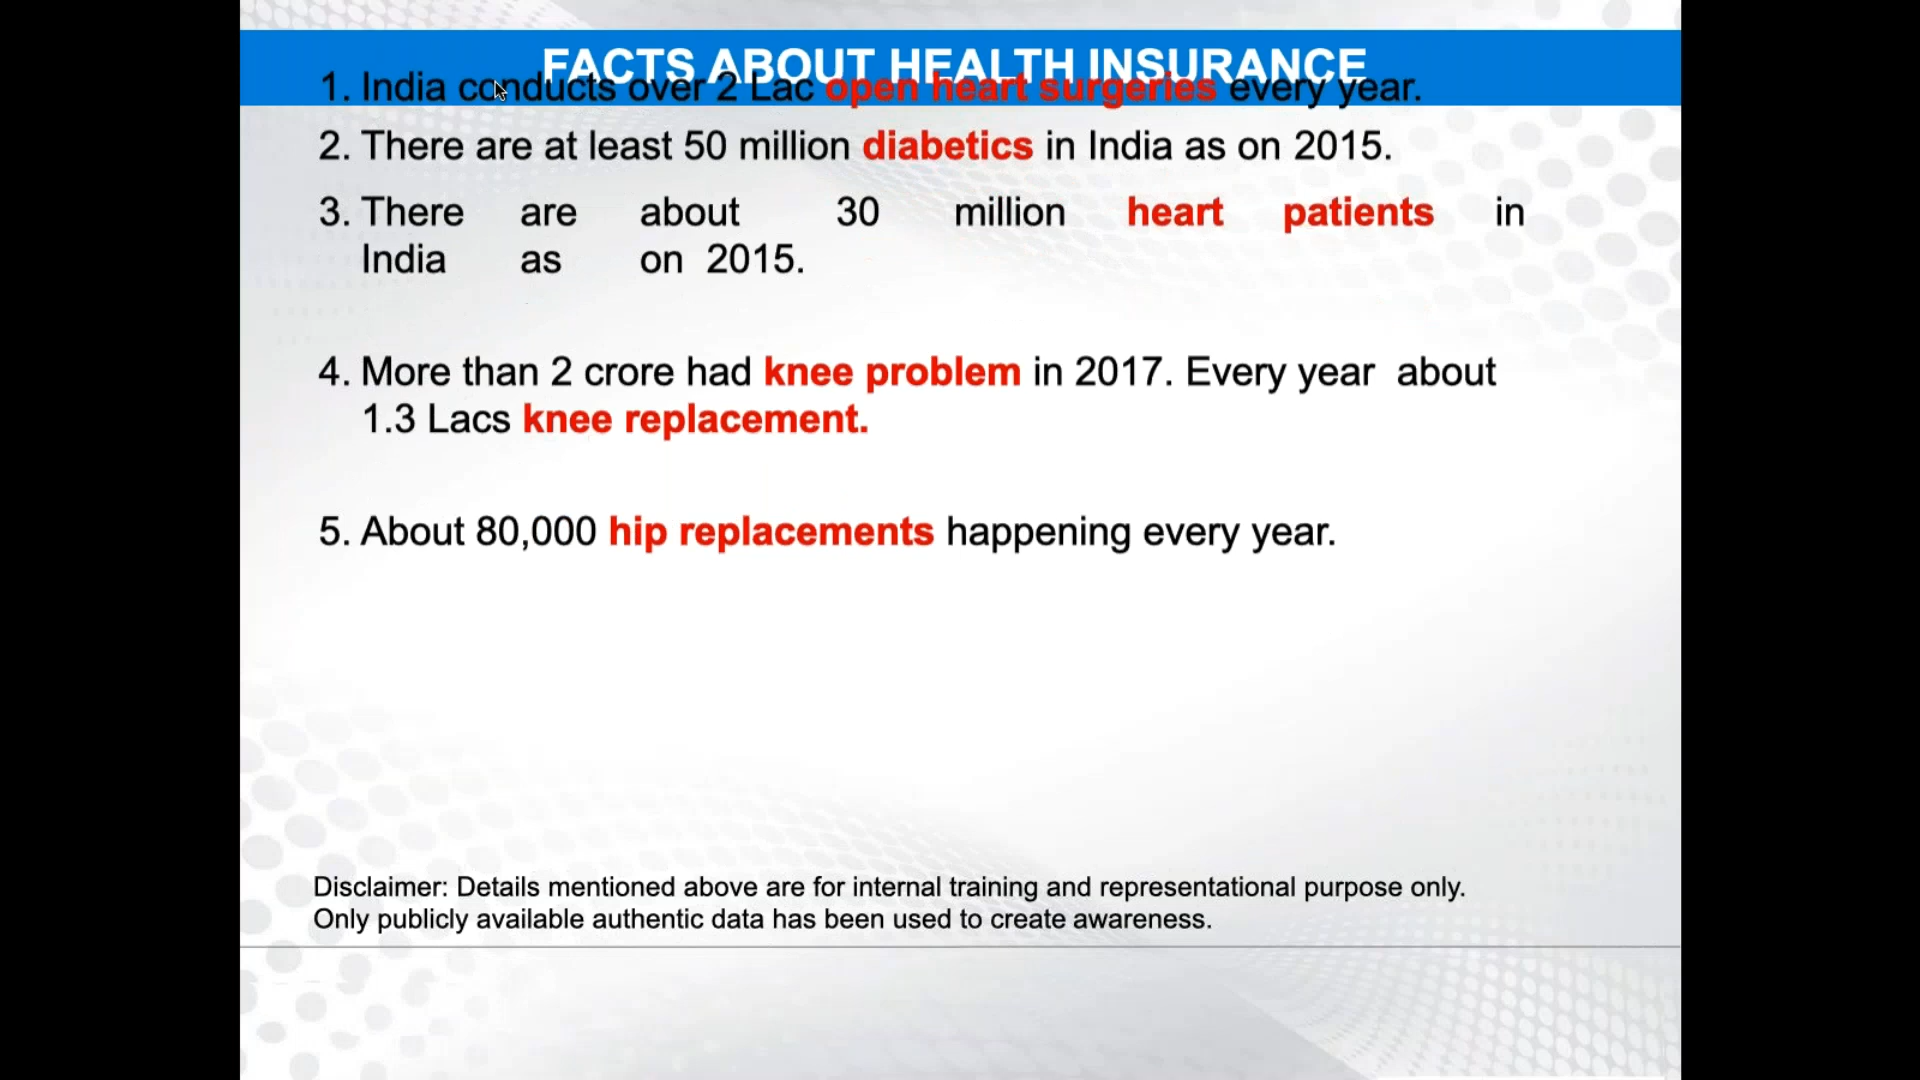 FACTS ABOUT HEALTH INSURANCE
1. India conducts over 2 Lac open heart surgeries every year.
2. There are at least 50 million diabetics in India as on 2015.
3. There are about 30 million heart patients in
India as on 2015.
4. More than 2 crore had knee problem in 2017. Every year about
1.3 Lacs knee replacement.
5. About 80,000 hip replacements happening every year.
Disclaimer: Details mentioned above are for internal training and representational purpose only.
Only publicly available authentic data has been used to create awareness.